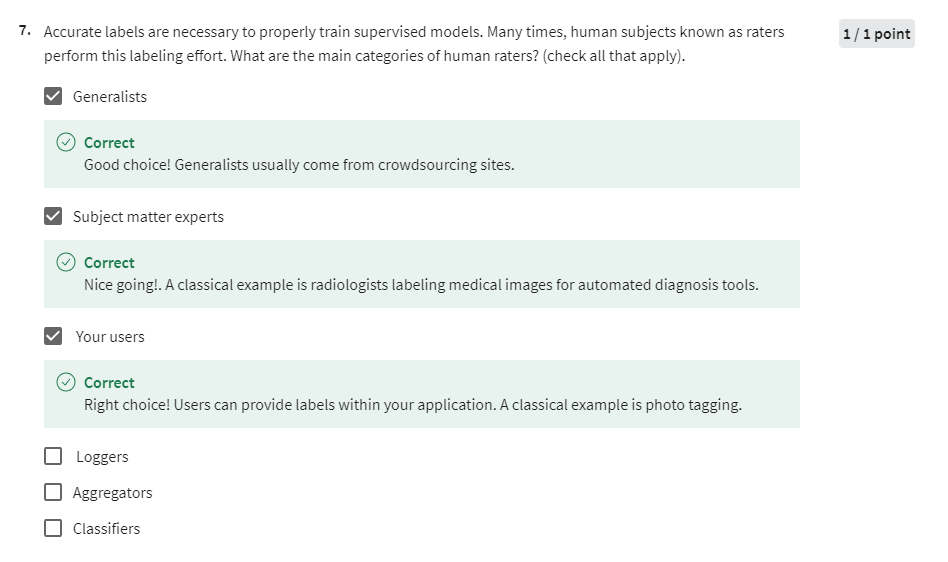 7. Accurate labels are necessary to properly train supervised models. Many times, human subjects known as raters
perform this labeling effort. What are the main categories of human raters? (check all that apply).
1 / 1 point
Generalists
Correct
Good choice! Generalists usually come from crowdsourcing sites.
Subject matter experts
Correct
Nice going!. A classical example is radiologists labeling medical images for automated diagnosis tools.
Your users
Correct
Right choice! Users can provide labels within your application. A classical example is photo tagging.
Loggers
Aggregators
Classifiers